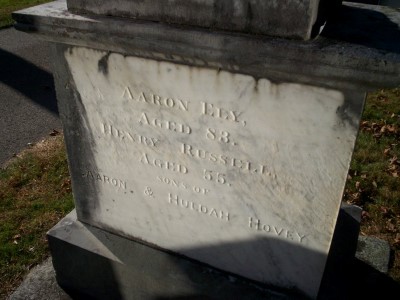 AARON ELY,
AGED 83.
HENRY RUSSELL,
AGED 55.
SONS OF
AARON. & HULDAH HOVEY